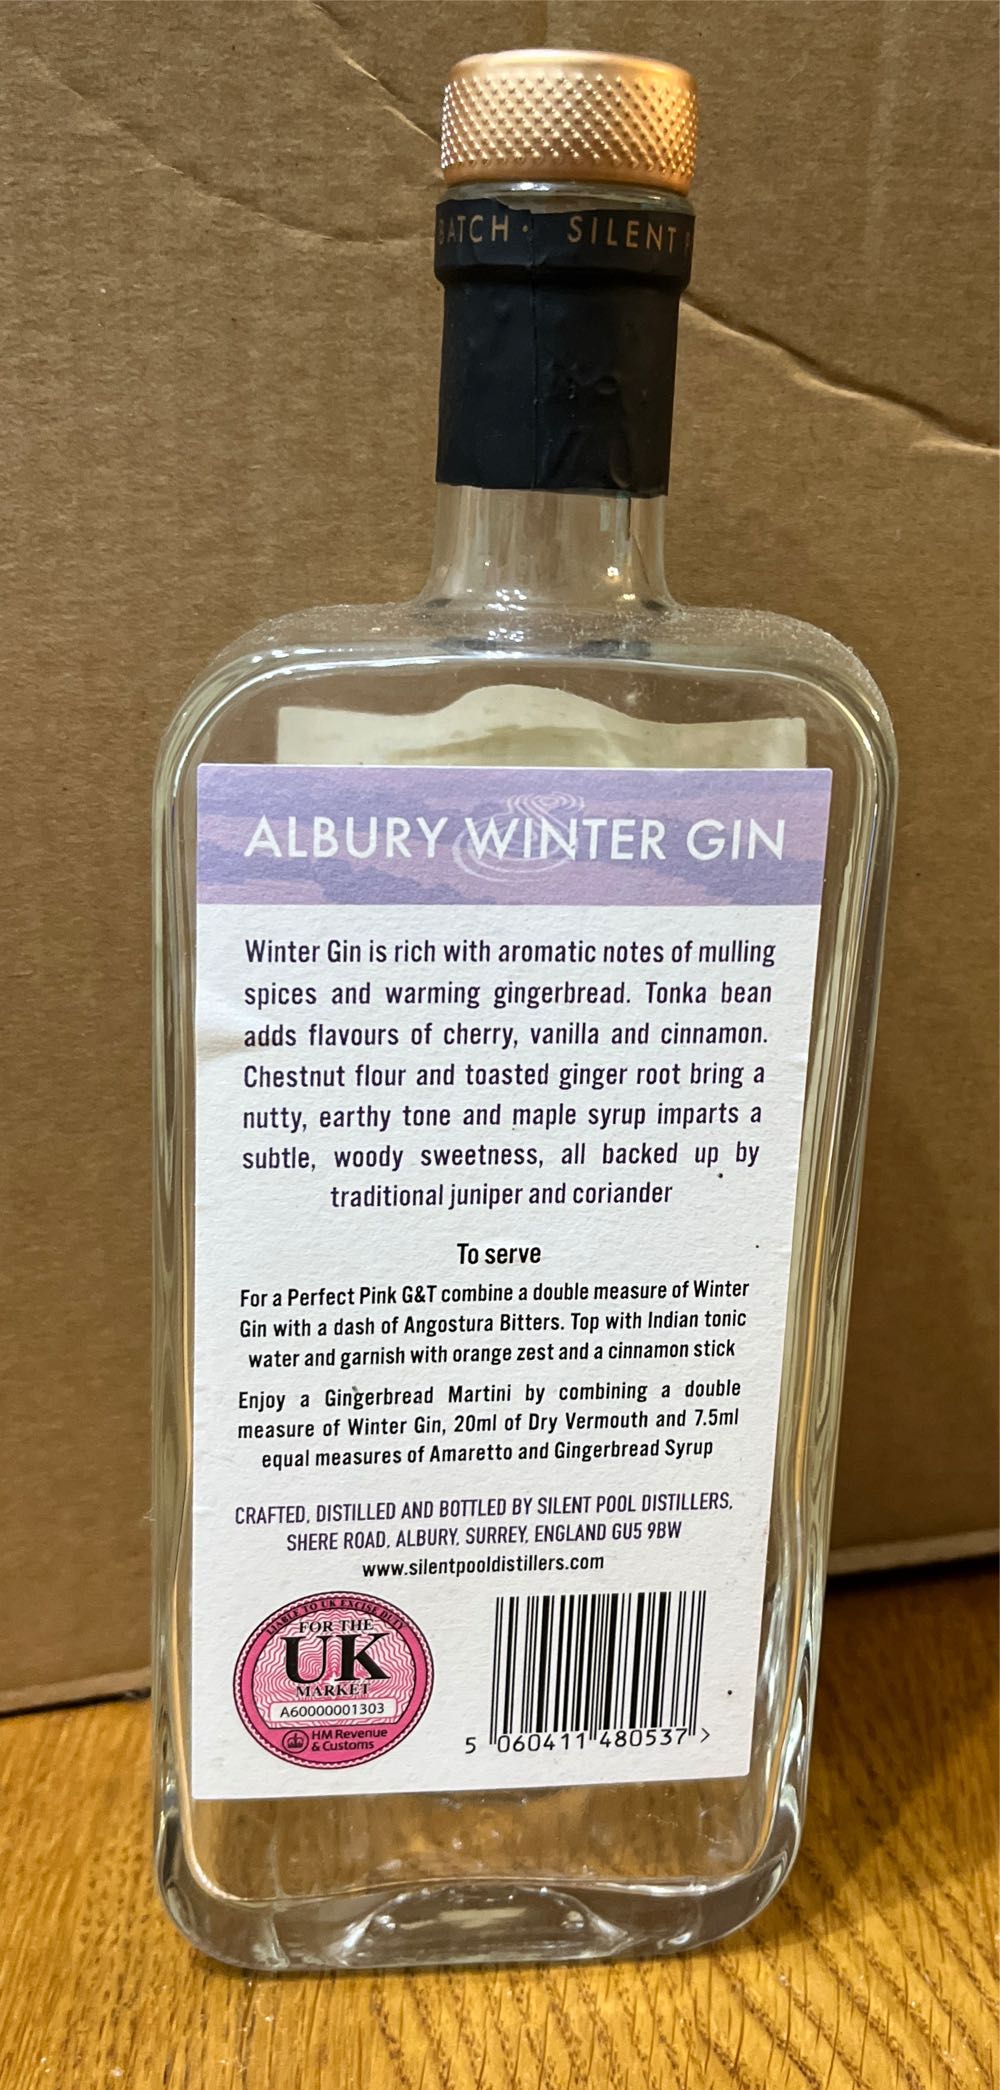 BATCH · SILENT
ALBURY WINTER GIN
Winter Gin is rich with aromatic notes of mulling
spices and warming gingerbread. Tonka bean
adds flavours of cherry, vanilla and cinnamon.
Chestnut flour and toasted ginger root bring a
nutty, earthy tone and maple syrup imparts a
subtle, woody sweetness, all backed up by
traditional juniper and coriander
To serve
For a Perfect Pink G&T combine a double measure of Winter
Gin with a dash of Angostura Bitters. Top with Indian tonic
water and garnish with orange zest and a cinnamon stick
Enjoy a Gingerbread Martini by combining a double
measure of Winter Gin, 20ml of Dry Vermouth and 7.5ml
equal measures of Amaretto and Gingerbread Syrup
CRAFTED, DISTILLED AND BOTTLED BY SILENT POOL DISTILLERS,
SHERE ROAD, ALBURY, SURREY, ENGLAND GU5 9BW
www.silentpooldistillers.com
LIABLE TO UK EXCISE DUTY
FOR THE
UK
MARKET
A60000001303
HM Revenue
& Customs
5 060411 480537 >